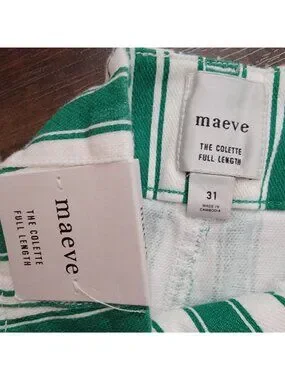 maeve
THE COLETTE
FULL LENGTH
31
MADE IN
CAMBODIA
maeve
THE COLETTE
FULL LENGTH